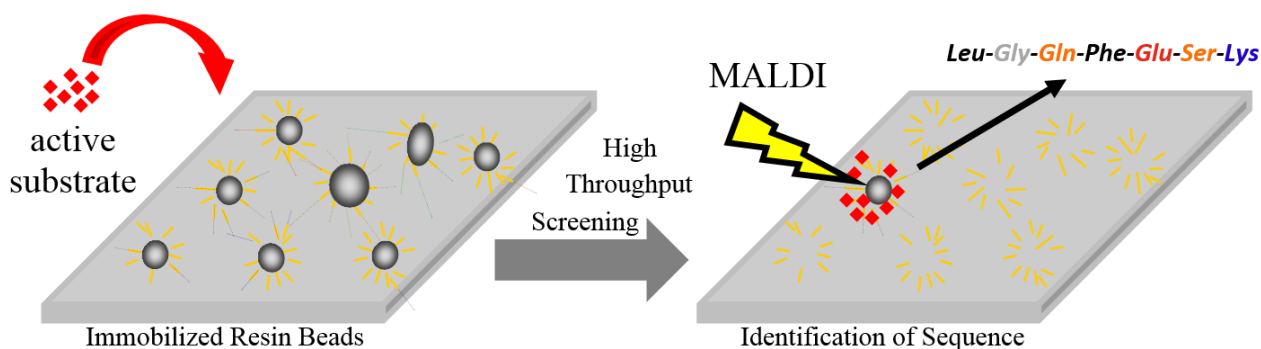 active
substrate
Immobilized Resin Beads
High
Throughput
Screening
MALDI
Leu-Gly-Gln-Phe-Glu-Ser-Lys
Identification of Sequence